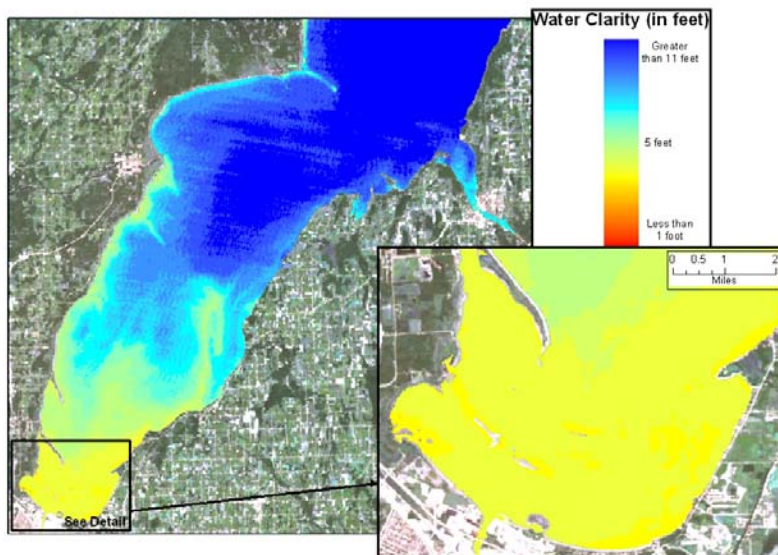 Water Clarity (in feet)
Greater
than 11 feet
5 feet
Less than
1 foot
0 0.5 1 2
Miles
See Detail